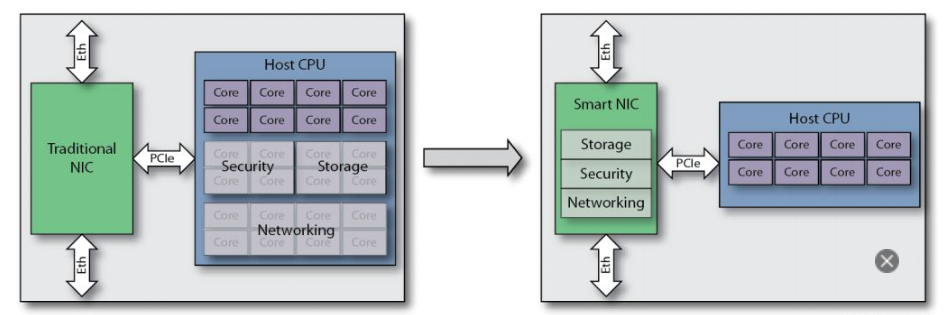 Eth
Host CPU
Core Core Core Core
Core Core Core Core
Traditional
NIC
PCIe
Core Core Core Core
Security Storage
Core Core Core Core
Core Core Core Core
Networking
Core Core Core Core
Eth
Eth
Smart NIC
Storage
Security
Networking
PCIe
Host CPU
Core Core Core Core
Core Core Core Core
Eth